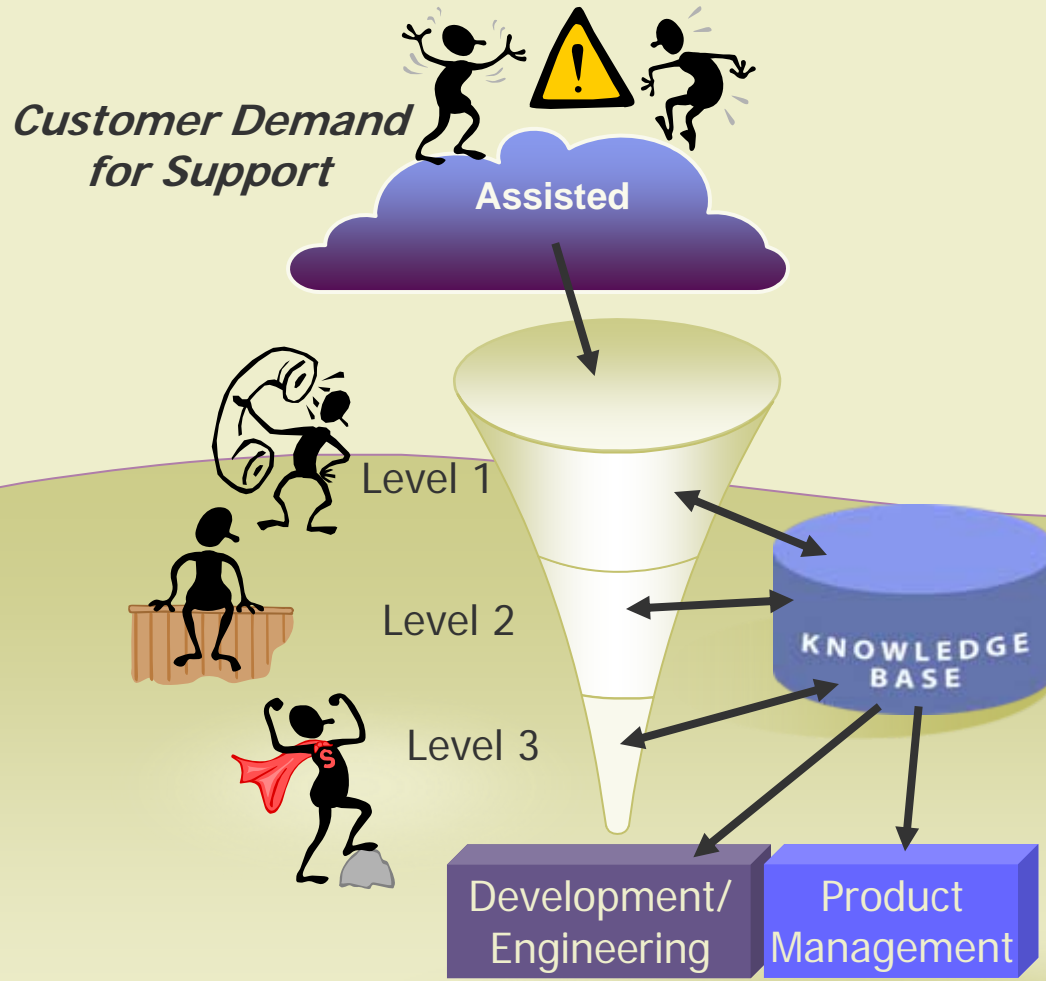 Customer Demand
for Support
Assisted
Level 1
Level 2
KNOWLEDGE
BASE
Level 3
S
Development/
Engineering
Product
Management